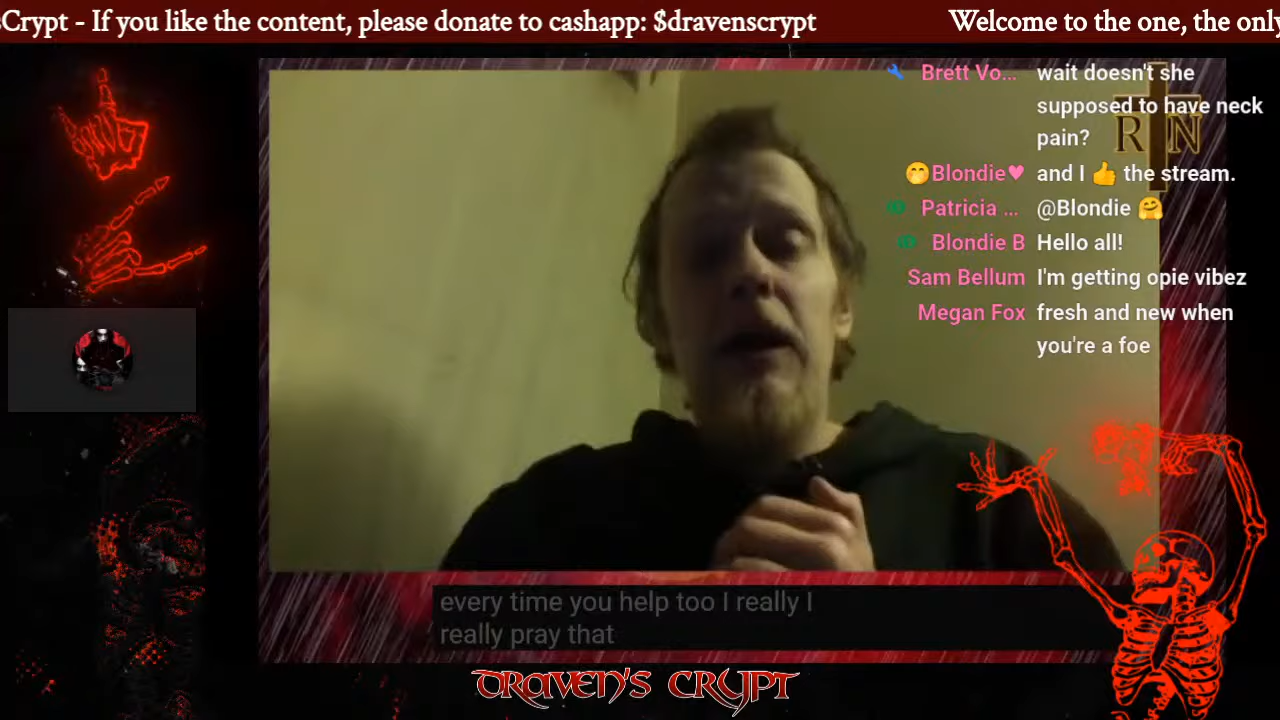 sCrypt - If you like the content, please donate to cashapp: $dravenscrypt
Welcome to the one, the only
Brett Vo... wait doesn't she
supposed to have neck
pain?
R N
Blondie♥ and I 👍 the stream.
Patricia ... @Blondie 🤗
Blondie B Hello all!
Sam Bellum I'm getting opie vibez
Megan Fox fresh and new when
you're a foe
every time you help too I really I
really pray that
DRAVEN'S CRYPT